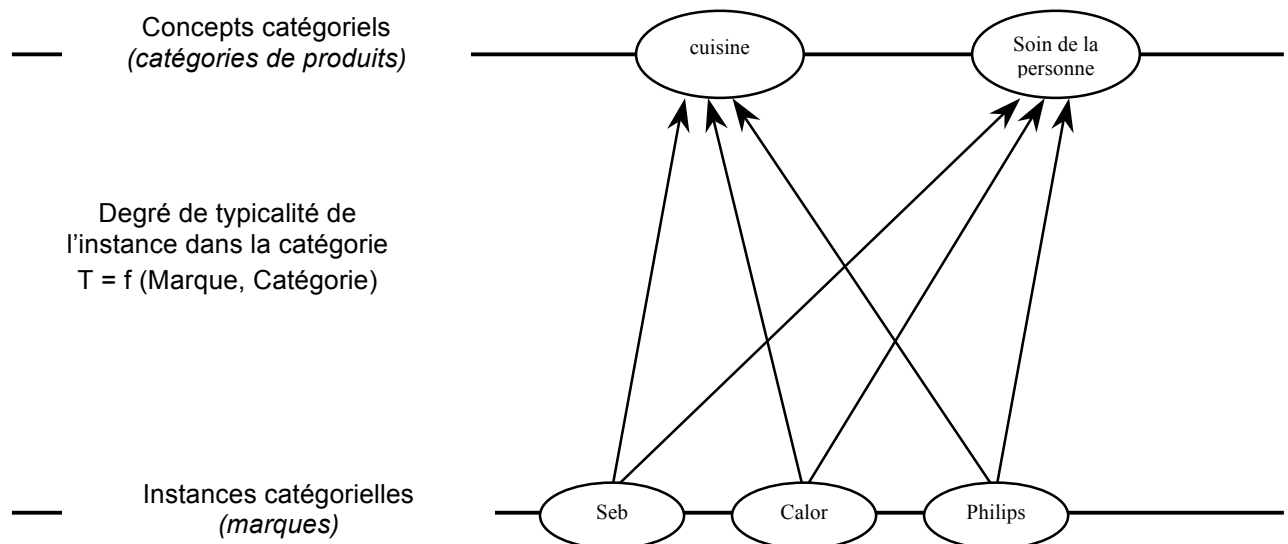 Concepts catégoriels
(catégories de produits)
cuisine
Soin de la
personne
Degré de typicalité de
l'instance dans la catégorie
T = f (Marque, Catégorie)
Instances catégorielles
(marques)
Seb
Calor
Philips